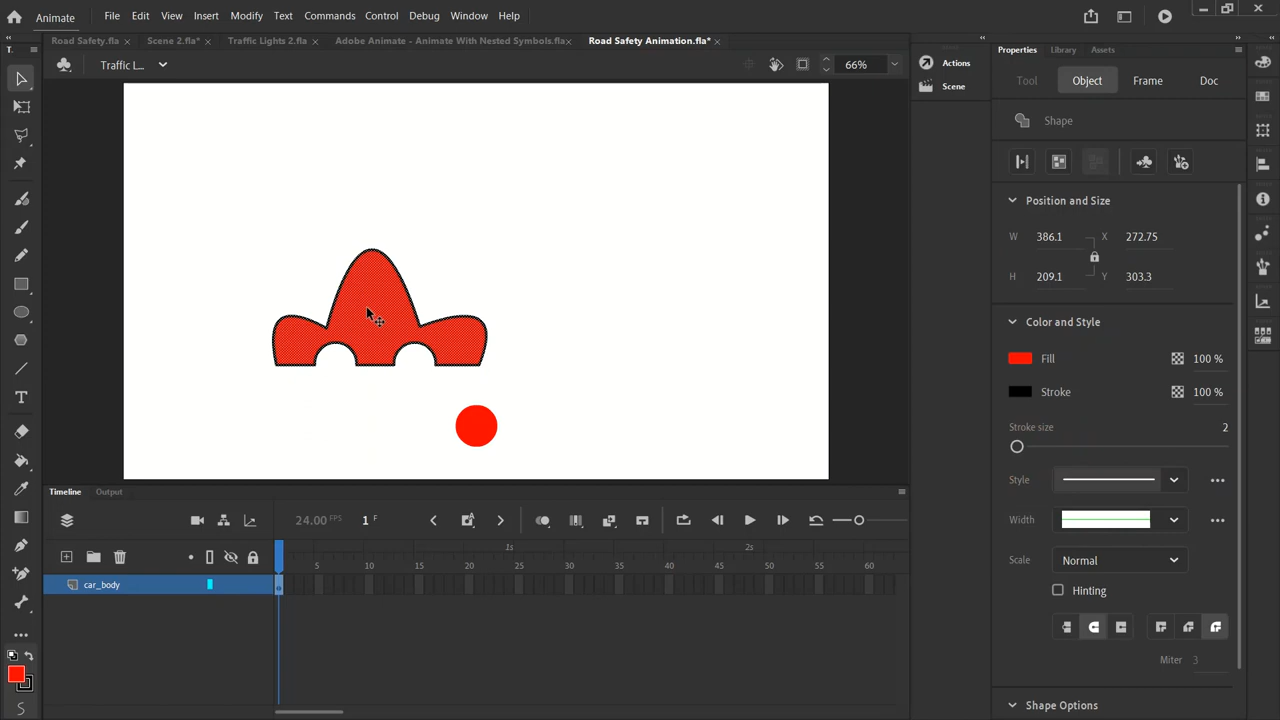 Animate File Edit View Insert Modify Text Commands Control Debug Window Help
Road Safety.fla × Scene 2.fla* × Traffic Lights 2.fla × Adobe Animate - Animate With Nested Symbols.fla× Road Safety Animation.fla* ×
Traffic L... 66%
T.
Actions
Scene
Properties Library Assets
Tool Object Frame Doc
Shape
Position and Size
W 386.1 X 272.75
H 209.1 Y 303.3
Color and Style
Fill 100 %
Stroke 100 %
Stroke size 2
Style
Width
Scale Normal
Hinting
Miter 3
Shape Options
Timeline Output
24.00 FPS 1 F
1s 2s
5 10 15 20 25 30 35 40 45 50 55 60
car_body